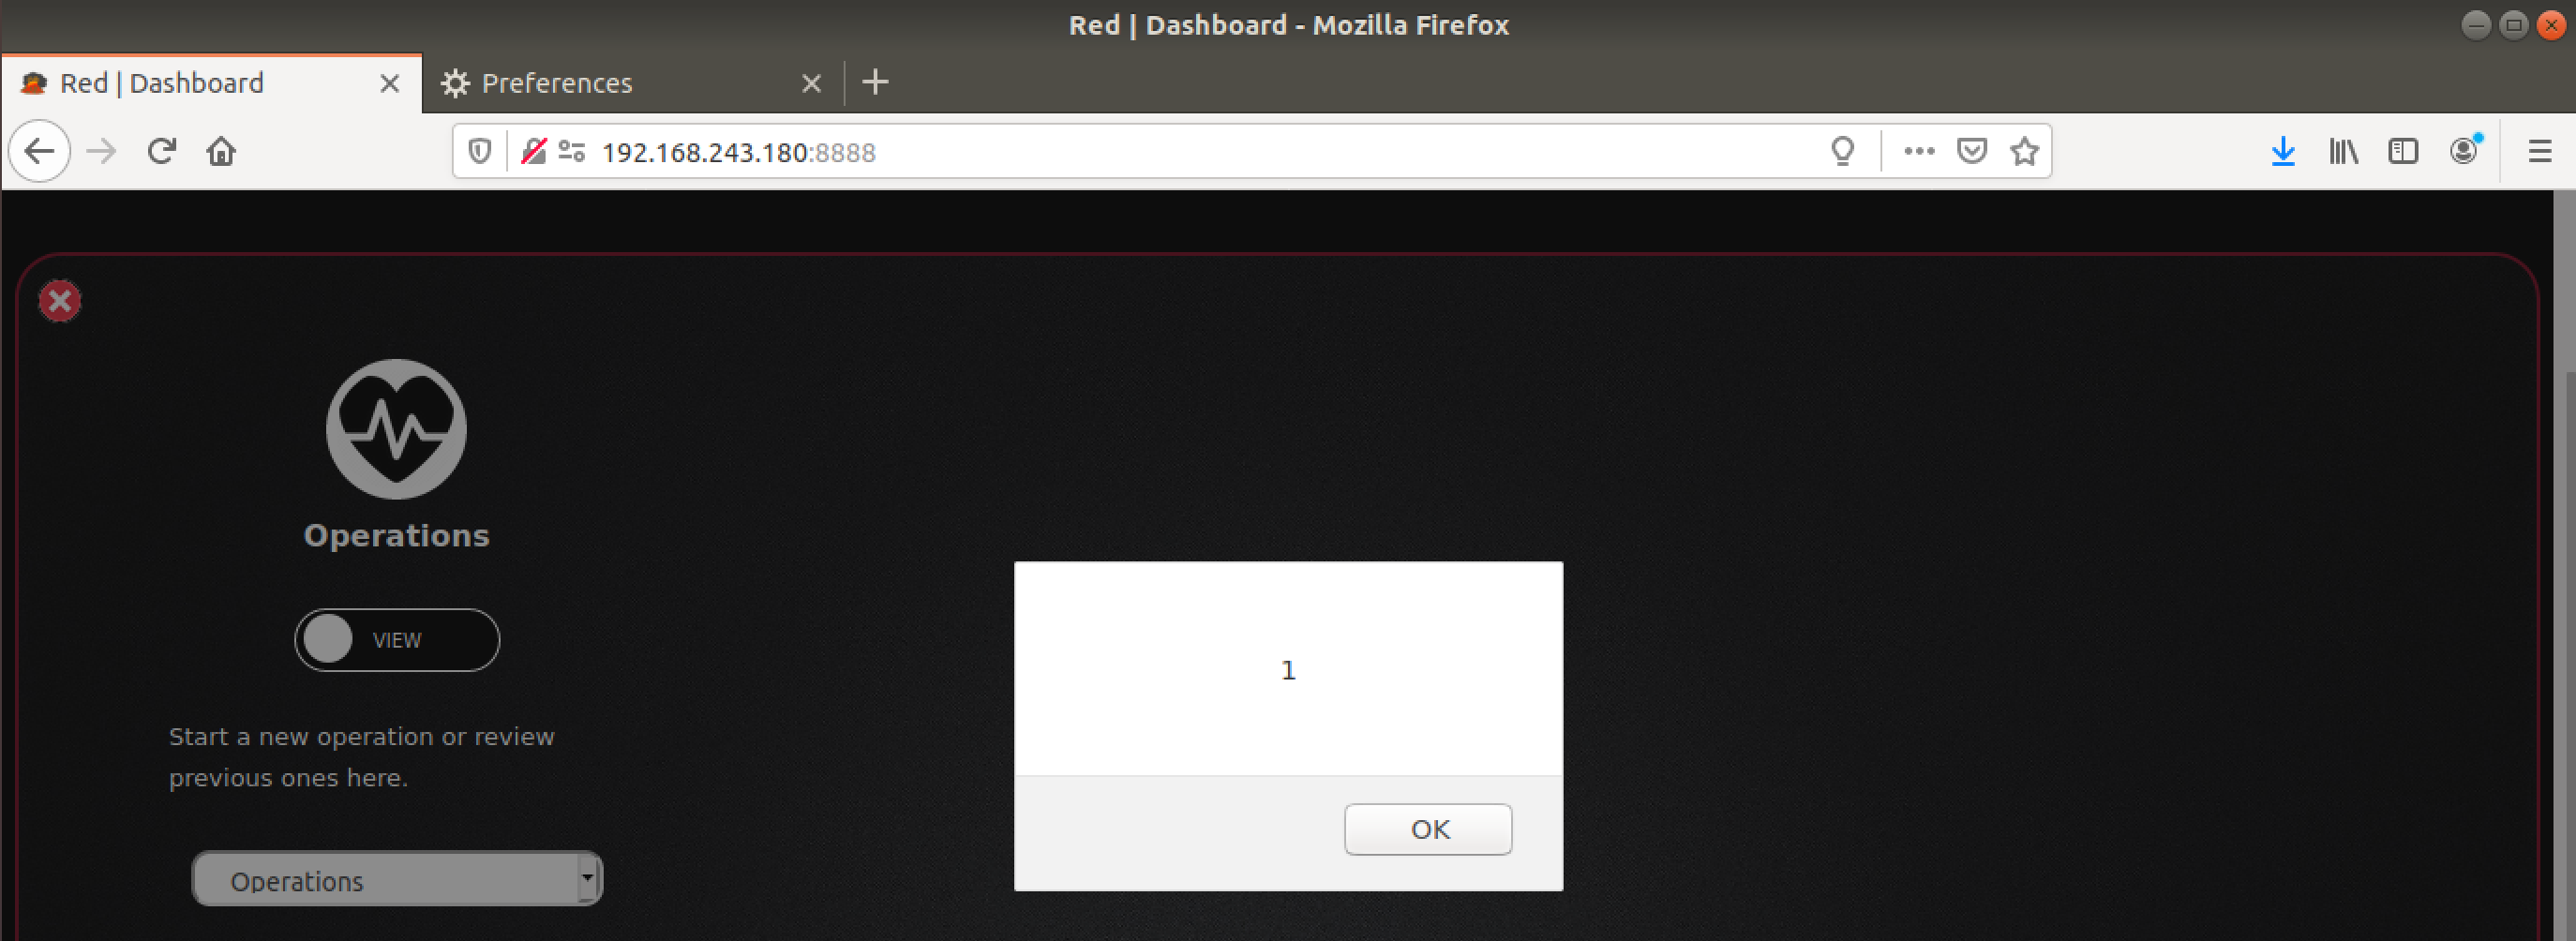 Red | Dashboard - Mozilla Firefox
Red | Dashboard
Preferences
192.168.243.180:8888
Operations
VIEW
Start a new operation or review
previous ones here.
Operations
1
OK